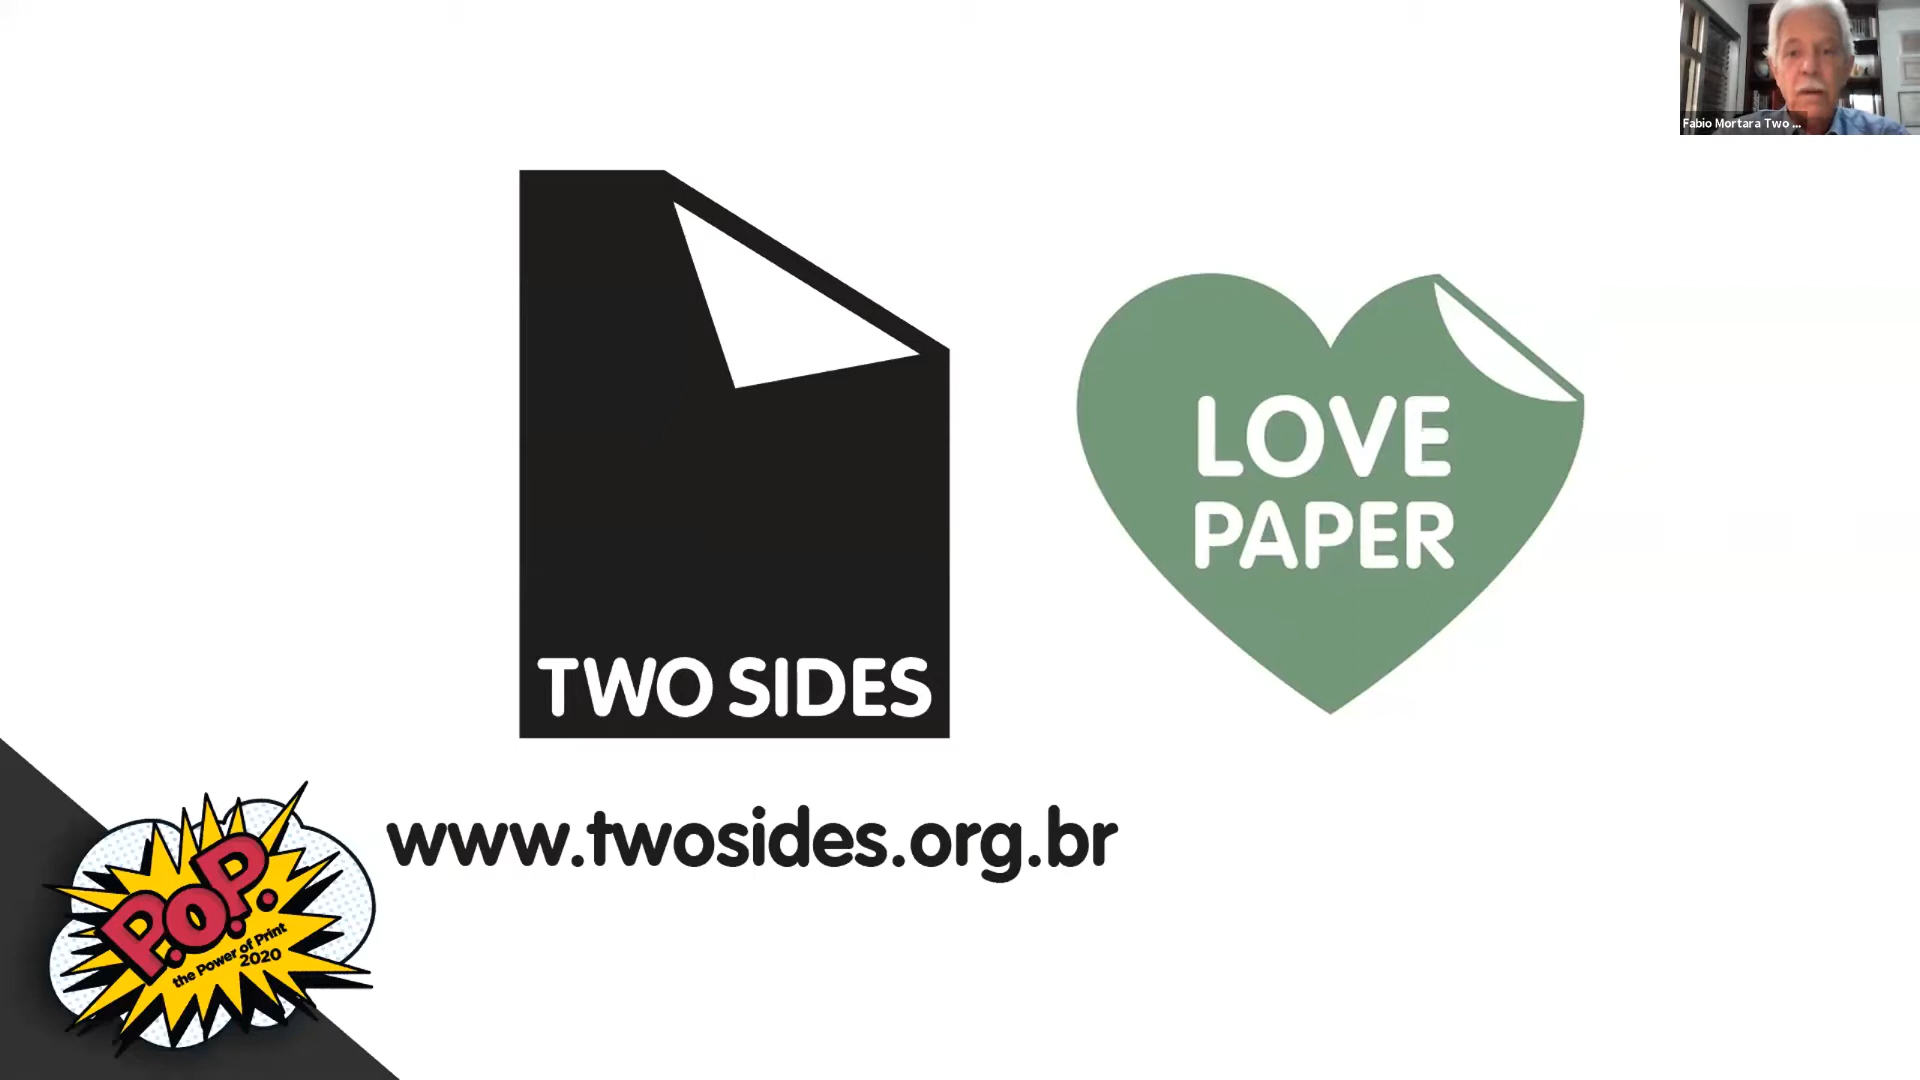 Fabio Mortara Two ...
LOVE
PAPER
TWO SIDES
www.twosides.org.br
P.O.P.
the Power of Print
2020